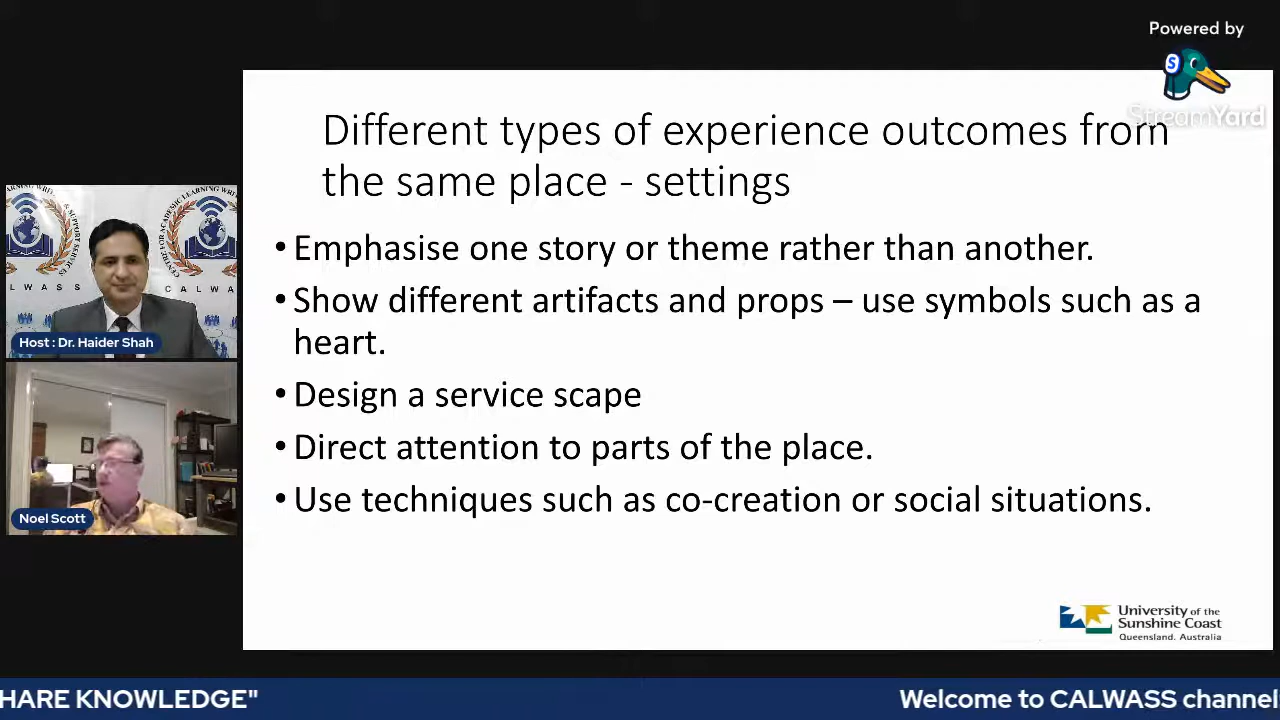 Powered by
S
StreamYard
Different types of experience outcomes from
the same place - settings
• Emphasise one story or theme rather than another.
• Show different artifacts and props – use symbols such as a
heart.
• Design a service scape
• Direct attention to parts of the place.
• Use techniques such as co-creation or social situations.
CALWASS
CALWA
Host : Dr. Haider Shah
Noel Scott
University of the
Sunshine Coast
Queensland, Australia
HARE KNOWLEDGE"
Welcome to CALWASS channel